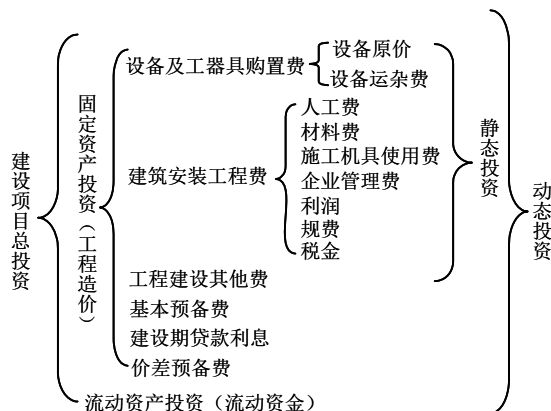 建设项目总投资
固定资产投资（工程造价）
设备及工器具购置费
设备原价
设备运杂费
建筑安装工程费
人工费
材料费
施工机具使用费
企业管理费
利润
规费
税金
工程建设其他费
基本预备费
建设期贷款利息
价差预备费
流动资产投资（流动资金）
静态投资
动态投资